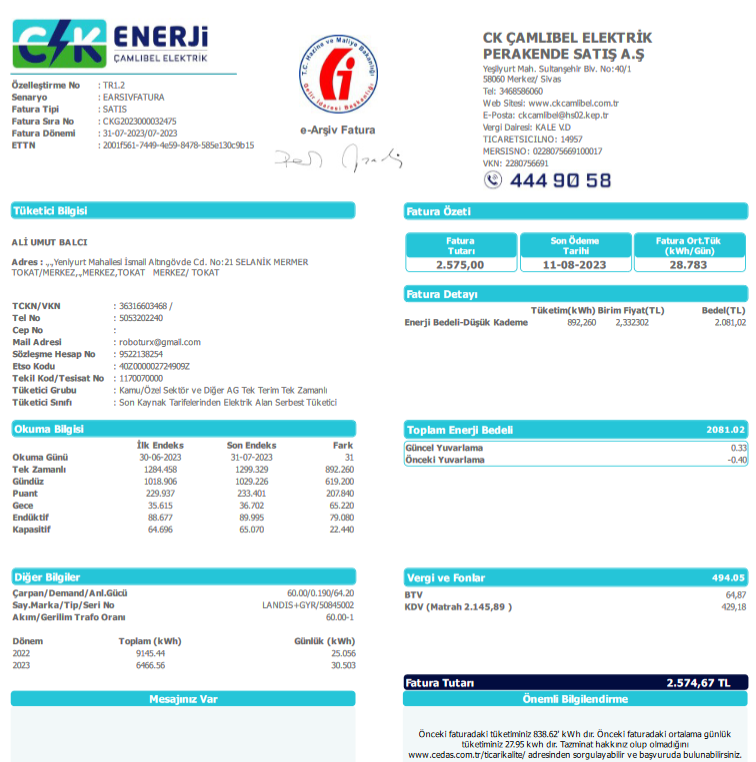 CK ENERJİ
ÇAMLIBEL ELEKTRİK
Özelleştirme No : TR1.2
Senaryo : EARSIVFATURA
Fatura Tipi : SATIS
Fatura Sıra No : CKG2023000032475
Fatura Dönemi : 31-07-2023/07-2023
ETTN : 2001f561-7449-4e59-8478-585e130c9b15
T.C. Hazine ve Maliye Bakanlığı
Gelir İdaresi Başkanlığı
e-Arşiv Fatura
CK ÇAMLIBEL ELEKTRİK
PERAKENDE SATIŞ A.Ş
Yeşilyurt Mah. Sultanşehir Blv. No:40/1
58060 Merkez/ Sivas
Tel: 3468586060
Web Sitesi: www.ckcamlibel.com.tr
E-Posta: ckcamlibel@hs02.kep.tr
Vergi Dairesi: KALE V.D
TICARETSICILNO: 14957
MERSISNO: 0228075669100017
VKN: 2280756691
444 90 58
Tüketici Bilgisi
ALİ UMUT BALCI
Adres : ,,,Yeniyurt Mahallesi İsmail Altıngövde Cd. No:21 SELANİK MERMER
TOKAT/MERKEZ,,,MERKEZ,TOKAT MERKEZ/ TOKAT
TCKN/VKN : 36316603468 /
Tel No : 5053202240
Cep No :
Mail Adresi : roboturx@gmail.com
Sözleşme Hesap No : 9522138254
Etso Kodu : 40Z000002724909Z
Tekil Kod/Tesisat No : 1170070000
Tüketici Grubu : Kamu/Özel Sektör ve Diğer AG Tek Terim Tek Zamanlı
Tüketici Sınıfı : Son Kaynak Tarifelerinden Elektrik Alan Serbest Tüketici
Fatura Özeti
Fatura Tutarı Son Ödeme Tarihi Fatura Ort.Tük (kWh/Gün)
2.575,00 11-08-2023 28.783
Fatura Detayı
Tüketim(kWh) Birim Fiyat(TL) Bedel(TL)
Enerji Bedeli-Düşük Kademe 892,260 2,332302 2.081,02
Okuma Bilgisi
İlk Endeks Son Endeks Fark
Okuma Günü 30-06-2023 31-07-2023 31
Tek Zamanlı 1284.458 1299.329 892.260
Gündüz 1018.906 1029.226 619.200
Puant 229.937 233.401 207.840
Gece 35.615 36.702 65.220
Endüktif 88.677 89.995 79.080
Kapasitif 64.696 65.070 22.440
Toplam Enerji Bedeli 2081.02
Güncel Yuvarlama 0.33
Önceki Yuvarlama -0.40
Diğer Bilgiler
Çarpan/Demand/Anl.Gücü 60.00/0.190/64.20
Say.Marka/Tip/Seri No LANDIS+GYR/50845002
Akım/Gerilim Trafo Oranı 60.00-1
Dönem Toplam (kWh) Günlük (kWh)
2022 9145.44 25.056
2023 6466.56 30.503
Vergi ve Fonlar 494.05
BTV 64,87
KDV (Matrah 2.145,89 ) 429,18
Fatura Tutarı 2.574,67 TL
Mesajınız Var
Önemli Bilgilendirme
Önceki faturadaki tüketiminiz 838.62' kWh dır. Önceki faturadaki ortalama günlük
tüketiminiz 27.95 kwh dır. Tazminat hakkınız olup olmadığını
www.cedas.com.tr/ticarikalite/ adresinden sorgulayabilir ve başvuruda bulunabilirsiniz.